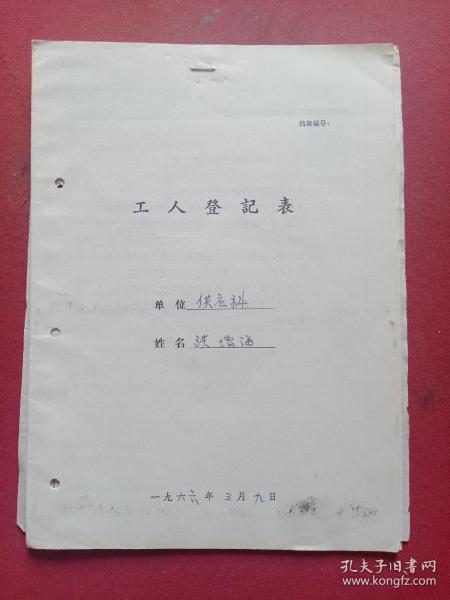 档案编号：
工人登記表
单位 供应科
姓名 洪增海
一九六六年三月九日
孔夫子旧书网
www.kongfz.com